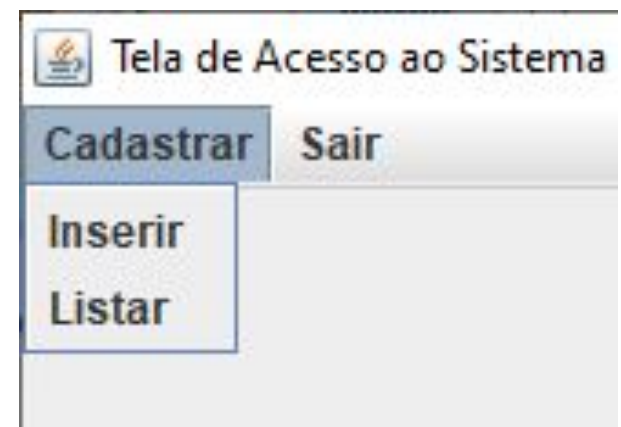 Tela de Acesso ao Sistema
Cadastrar Sair
Inserir
Listar